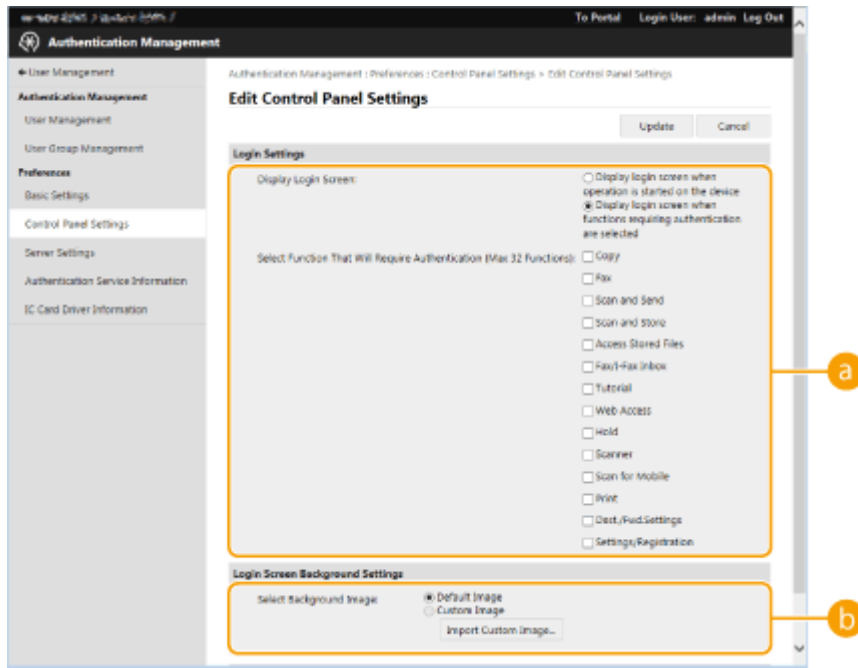 To Portal Login User: admin Log Out
Authentication Management
User Management
Authentication Management : Preferences : Control Panel Settings > Edit Control Panel Settings
Authentication Management
User Management
User Group Management
Preferences
Basic Settings
Control Panel Settings
Server Settings
Authentication Service Information
IC Card Driver Information
Edit Control Panel Settings
Update Cancel
Login Settings
Display Login Screen:
Display login screen when
operation is started on the device
Display login screen when
functions requiring authentication
are selected
Select Function That Will Require Authentication (Max 32 Functions):
Copy
Fax
Scan and Send
Scan and Store
Access Stored Files
Fax/I-Fax Inbox
Tutorial
Web Access
Hold
Scanner
Scan for Mobile
Print
Dest./Fwd.Settings
Settings/Registration
a
Login Screen Background Settings
Select Background Image:
Default Image
Custom Image
Import Custom Image...
b